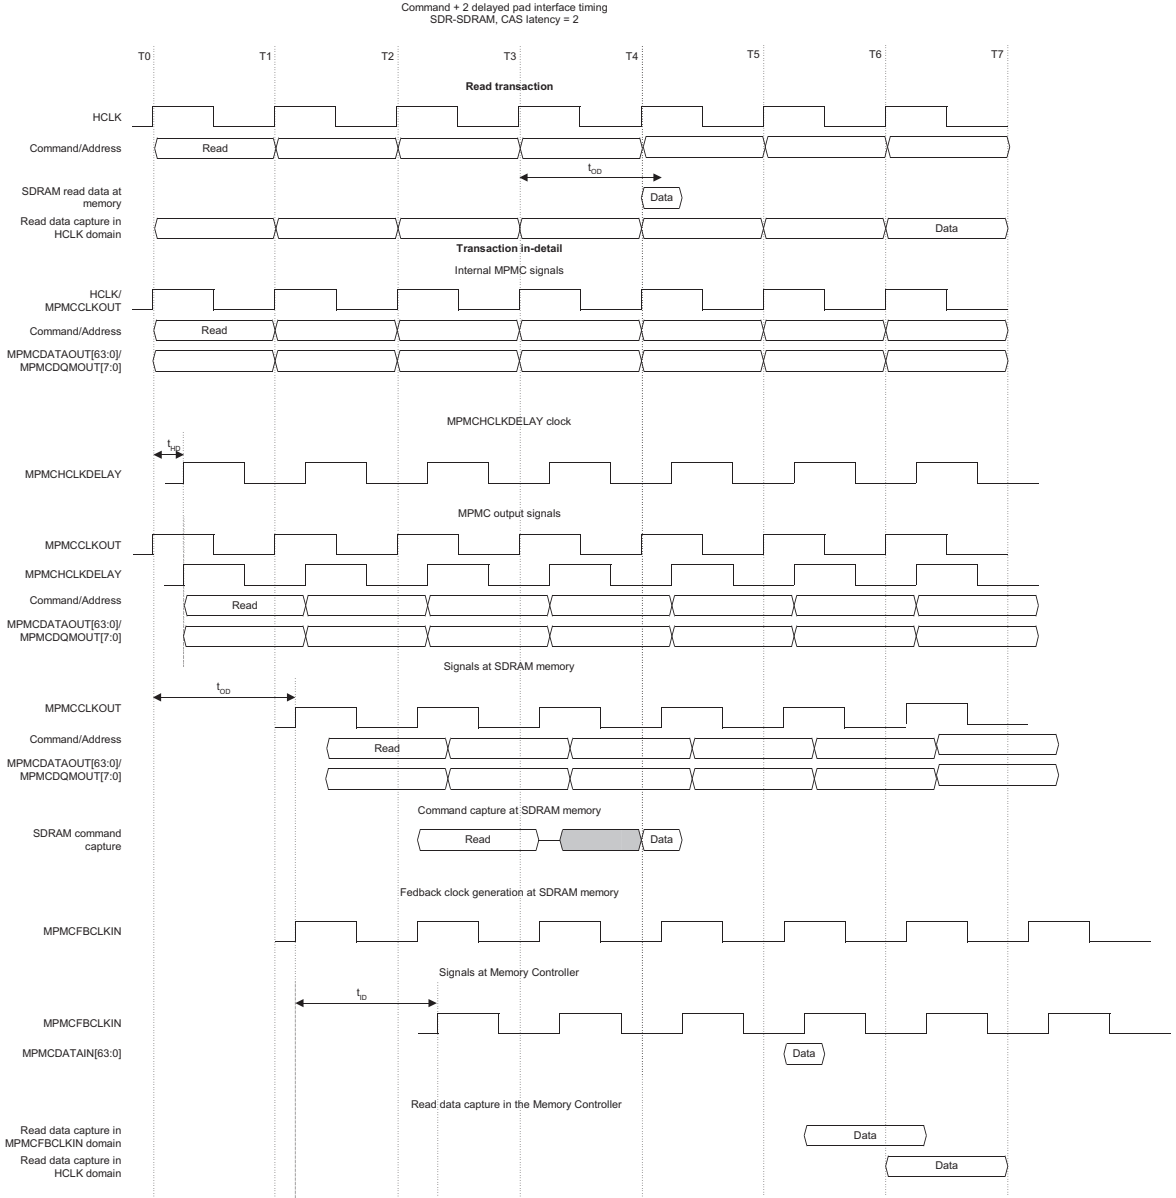 Command + 2 delayed pad interface timing
SDR-SDRAM, CAS latency = 2
T0 T1 T2 T3 T4 T5 T6 T7
Read transaction
HCLK
Command/Address Read
tOD
SDRAM read data at
memory
Data
Read data capture in
HCLK domain
Data
Transaction in-detail
Internal MPMC signals
HCLK/
MPMCCLKOUT
Command/Address Read
MPMCDATAOUT[63:0]/
MPMCDQMOUT[7:0]
MPMCHCLKDELAY clock
tHD
MPMCHCLKDELAY
MPMC output signals
MPMCCLKOUT
MPMCHCLKDELAY
Command/Address Read
MPMCDATAOUT[63:0]/
MPMCDQMOUT[7:0]
Signals at SDRAM memory
tOD
MPMCCLKOUT
Command/Address Read
MPMCDATAOUT[63:0]/
MPMCDQMOUT[7:0]
Command capture at SDRAM memory
SDRAM command
capture
Read Data
Fedback clock generation at SDRAM memory
MPMCFBCLKIN
Signals at Memory Controller
tID
MPMCFBCLKIN
MPMCDATAIN[63:0] Data
Read data capture in the Memory Controller
Read data capture in
MPMCFBCLKIN domain
Data
Read data capture in
HCLK domain
Data